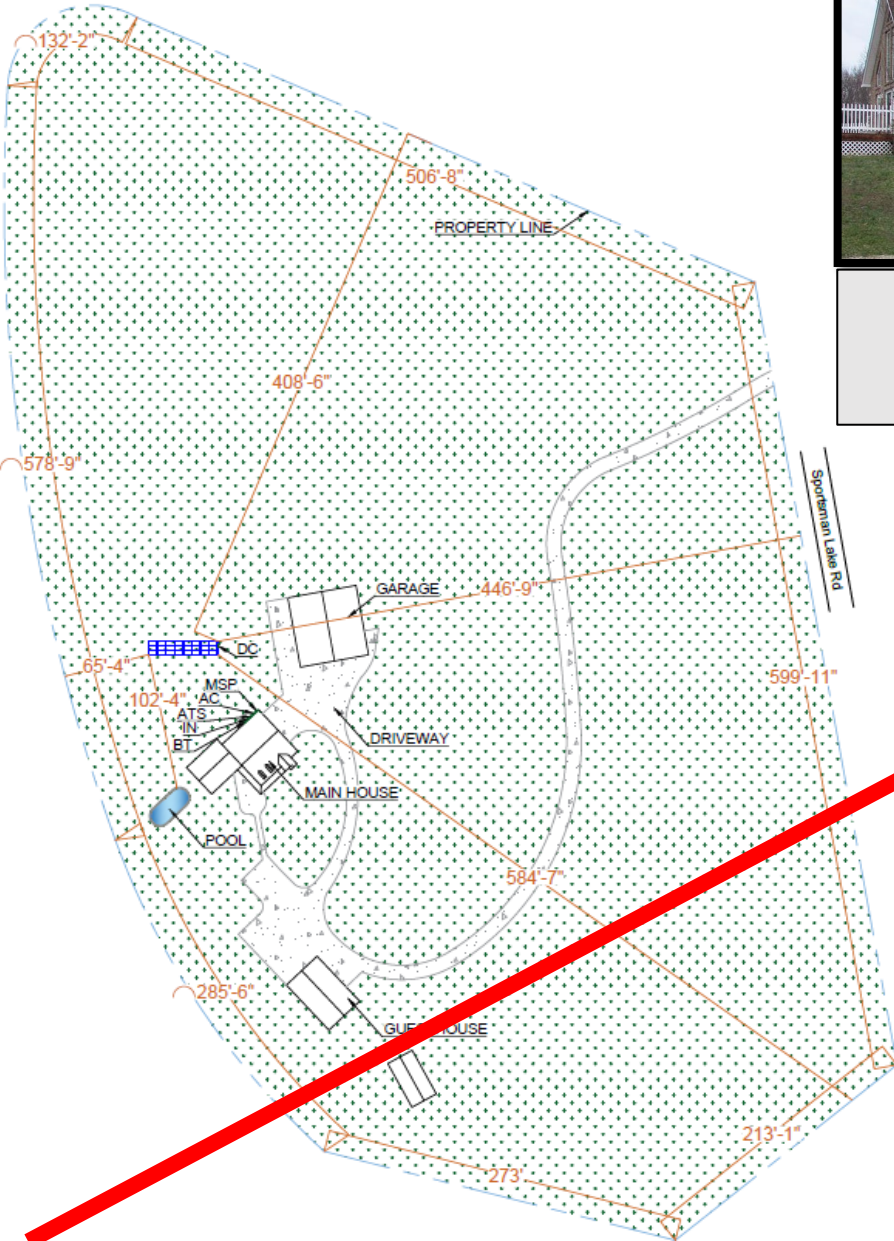 132'-2"
506'-8"
PROPERTY LINE
408'-6"
578'-9"
Sportsman Lake Rd
GARAGE
446'-9"
DC
65'-4"
599'-11"
MSP
102'-4"
AC
ATS
IN
BT
DRIVEWAY
MAIN HOUSE
POOL
584'-7"
285'-6"
GUE HOUSE
213'-1"
273'